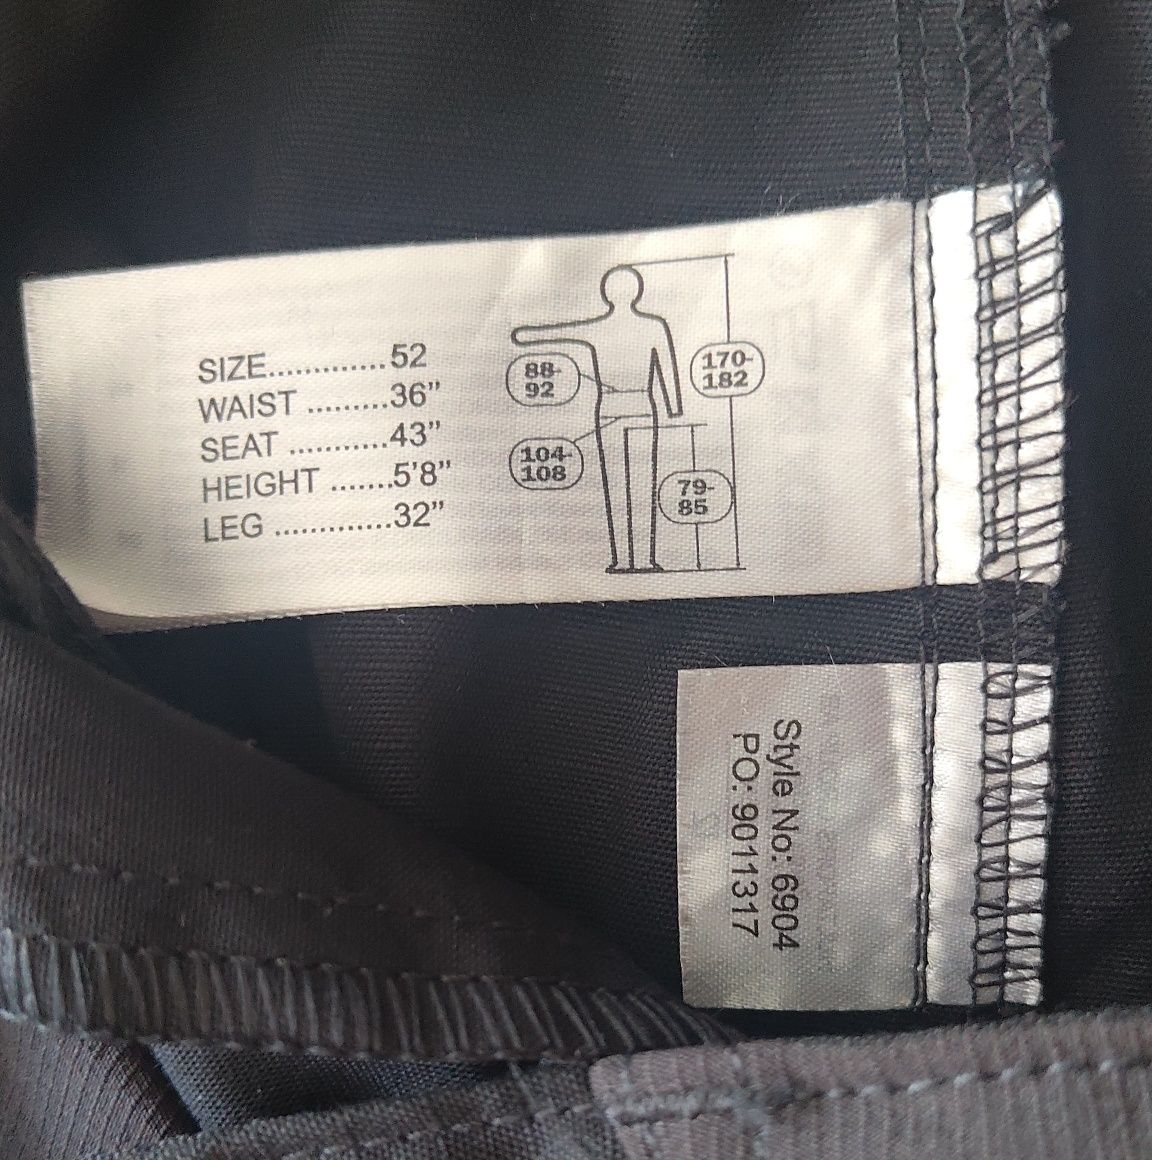 SIZE.............52
WAIST .........36”
SEAT ...........43”
HEIGHT .......5'8”
LEG .............32”
88-
92
104-
108
170-
182
79-
85
Style No: 6904
PO: 9011317